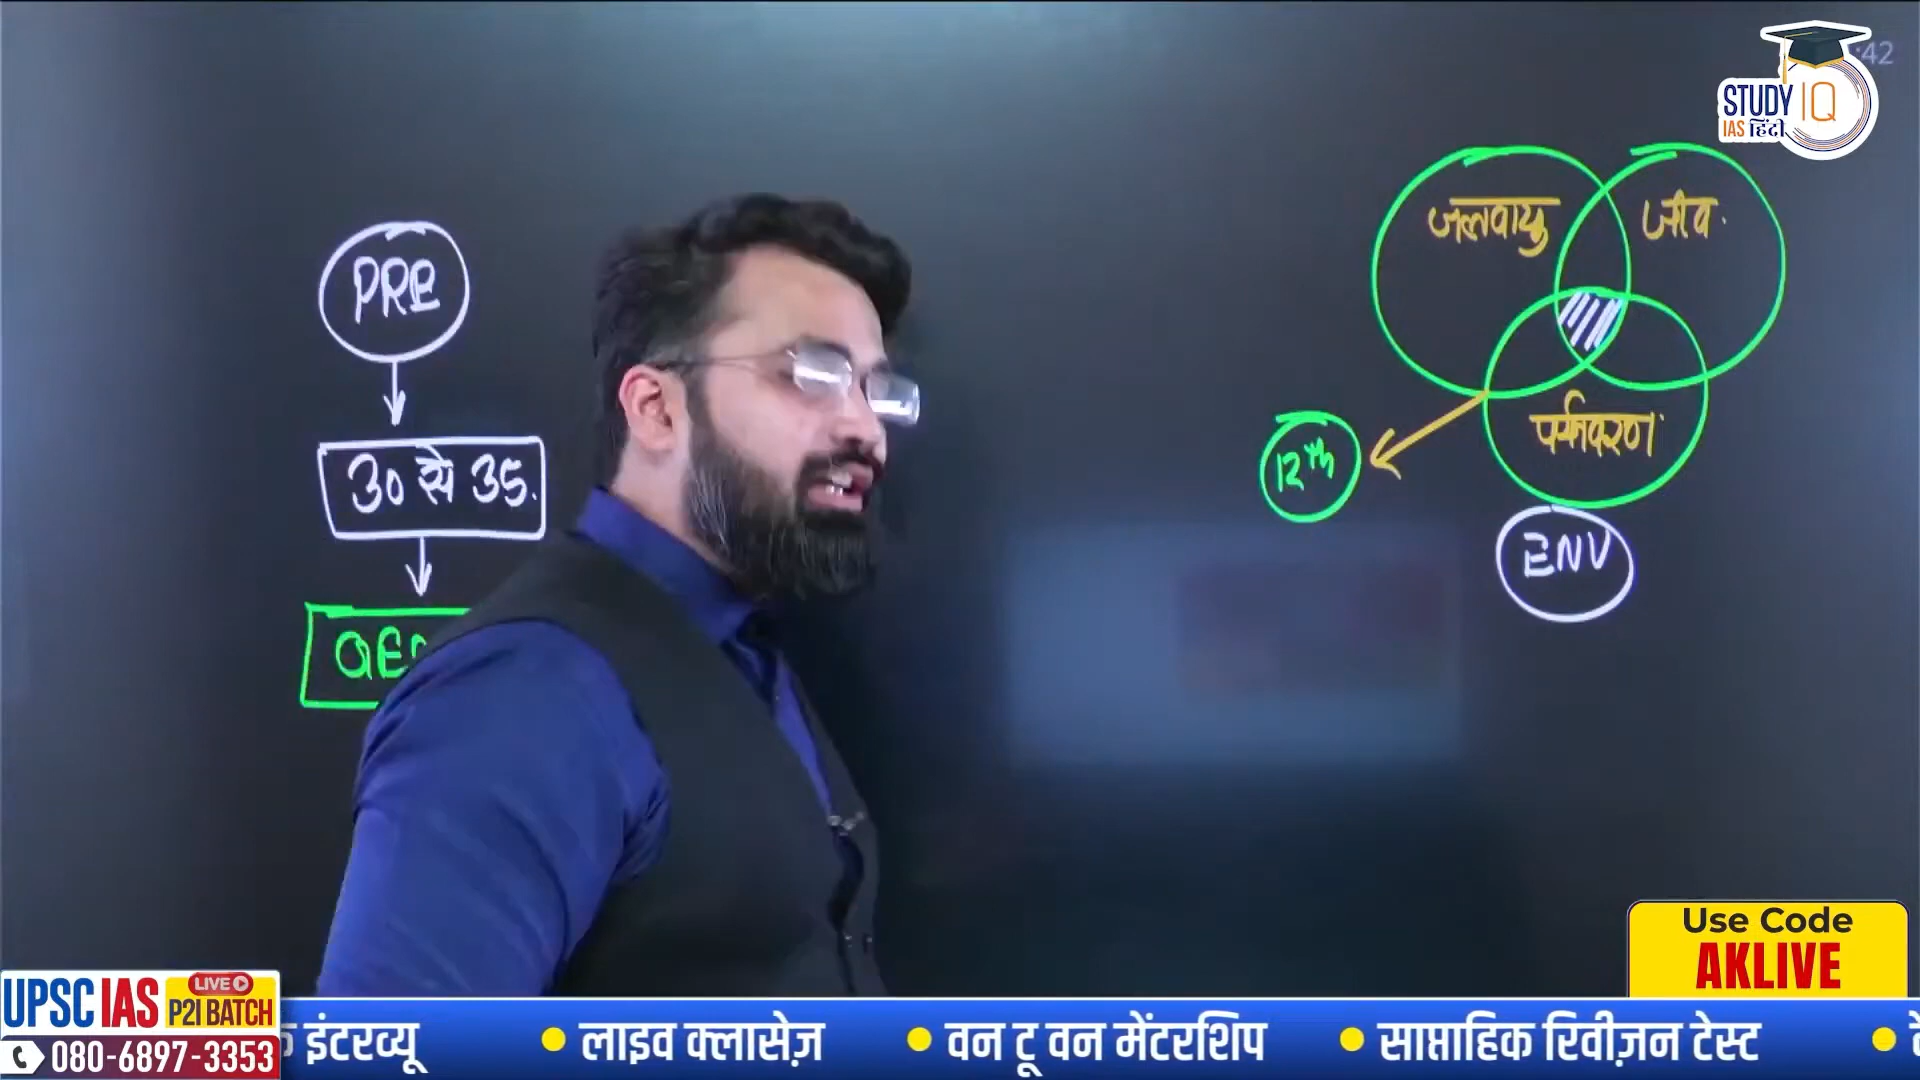 :42
STUDY IQ
IAS हिंदी
PRE
30 से 35.
जलवायु
जीव.
पर्यावरण.
12th
ENV
Use Code
AKLIVE
UPSC IAS
LIVE
P2I BATCH
080-6897-3353
इंटरव्यू
लाइव क्लासेज़
वन टू वन मेंटरशिप
साप्ताहिक रिवीज़न टेस्ट